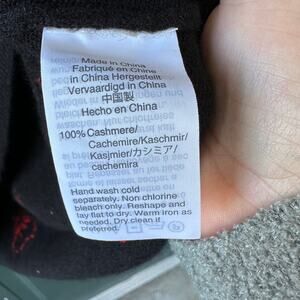 Made in China
Fabriqué en Chine
in China Hergestellt
Vervaardigd in China
中国製
Hecho en China
100% Cashmere/
Cachemire/Kaschmir/
Kasjmier/カシミア/
cachemira
Hand wash cold
separately. Non chlorine
bleach only. Reshape and
lay flat to dry. Warm iron as
needed. Dry clean if
preferred.